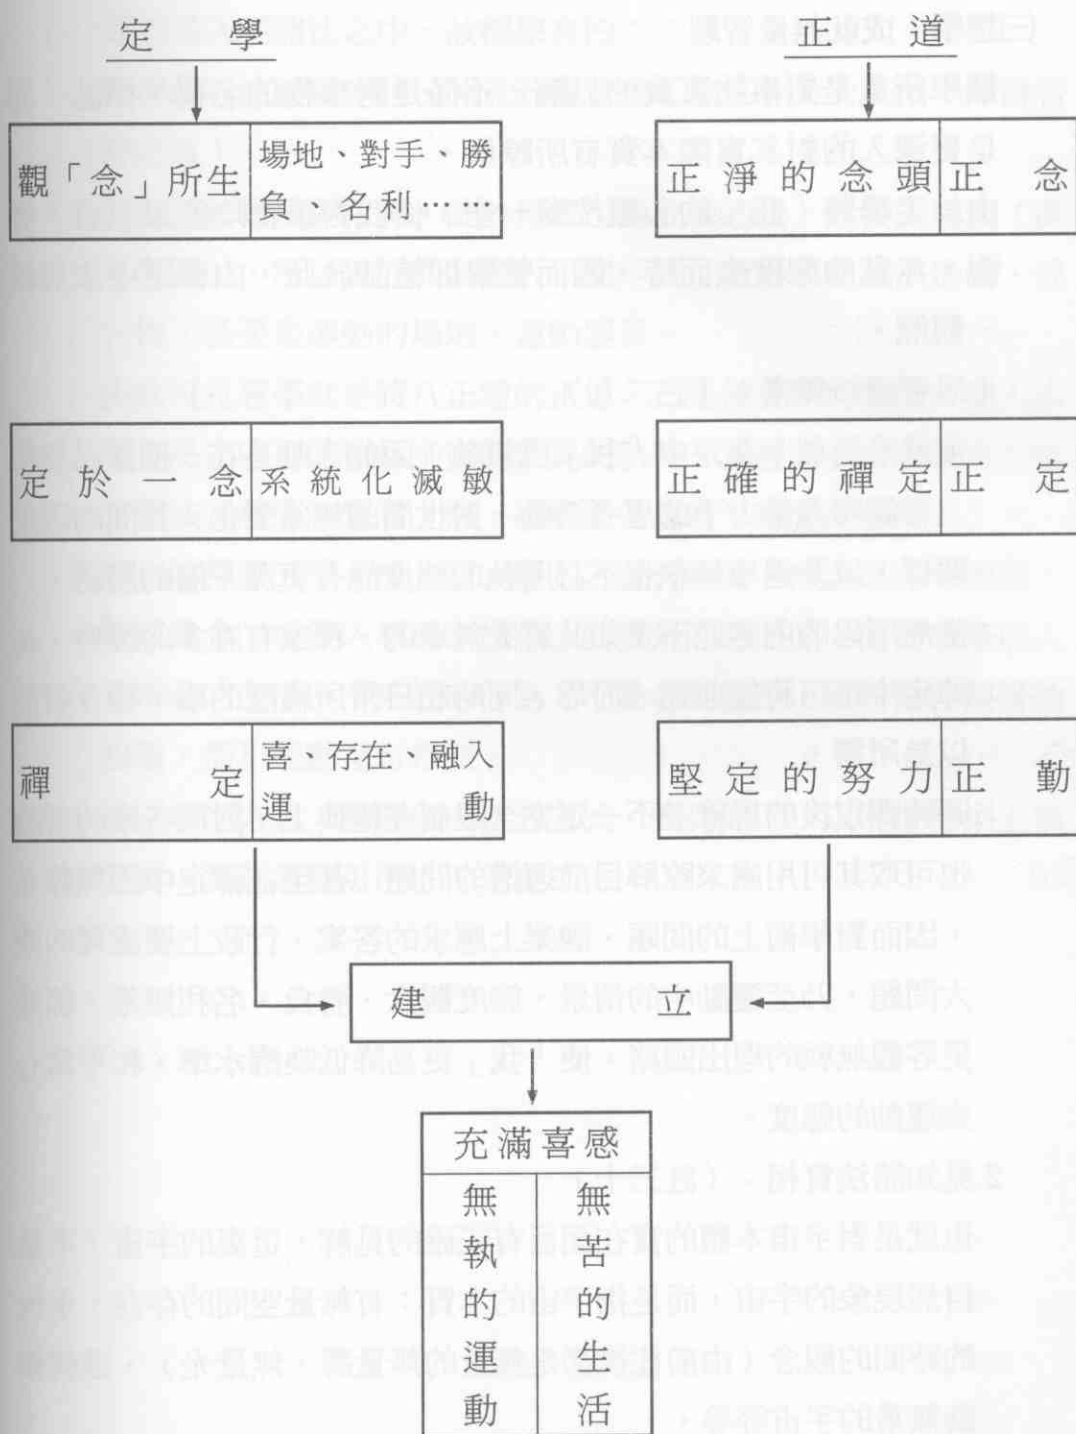 定學
正道
觀「念」所生
場地、對手、勝
負、名利…
正淨的念頭
正念
定於一念
系統化滅敏
正確的禪定
正定
禪定
喜、存在、融入
運動
堅定的努力
正勤
建立
充滿喜感
無執的運動
無苦的生活